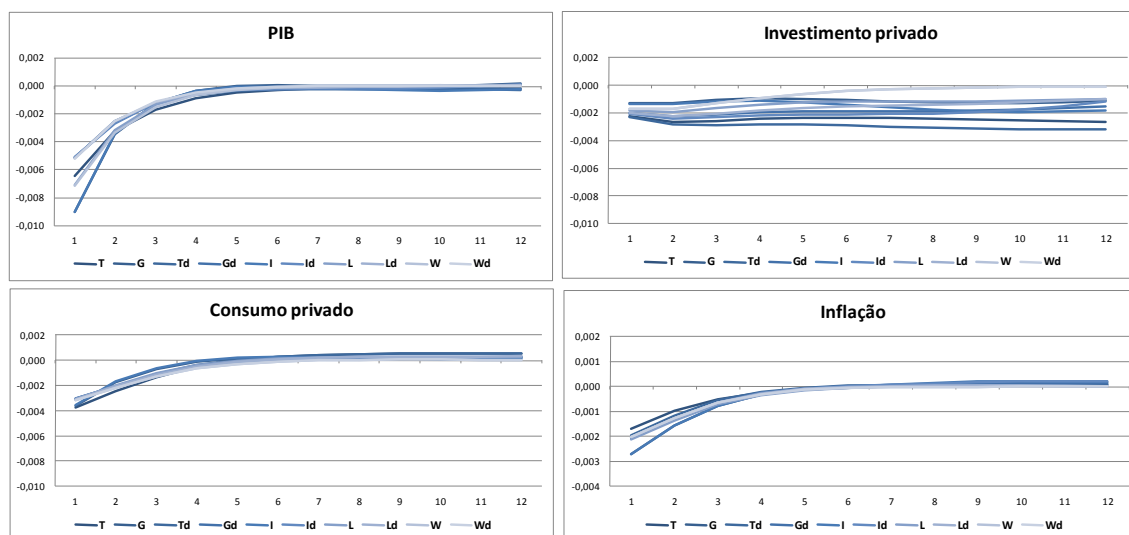 PIB
0,002
0,000
-0,002
-0,004
-0,006
-0,008
-0,010
1 2 3 4 5 6 7 8 9 10 11 12
T G Td Gd I Id L Ld W Wd
Investimento privado
0,002
0,000
-0,002
-0,004
-0,006
-0,008
-0,010
1 2 3 4 5 6 7 8 9 10 11 12
T G Td Gd I Id L Ld W Wd
Consumo privado
0,002
0,000
-0,002
-0,004
-0,006
-0,008
-0,010
1 2 3 4 5 6 7 8 9 10 11 12
T G Td Gd I Id L Ld W Wd
Inflação
0,002
0,001
0,000
-0,001
-0,002
-0,003
-0,004
1 2 3 4 5 6 7 8 9 10 11 12
T G Td Gd I Id L Ld W Wd